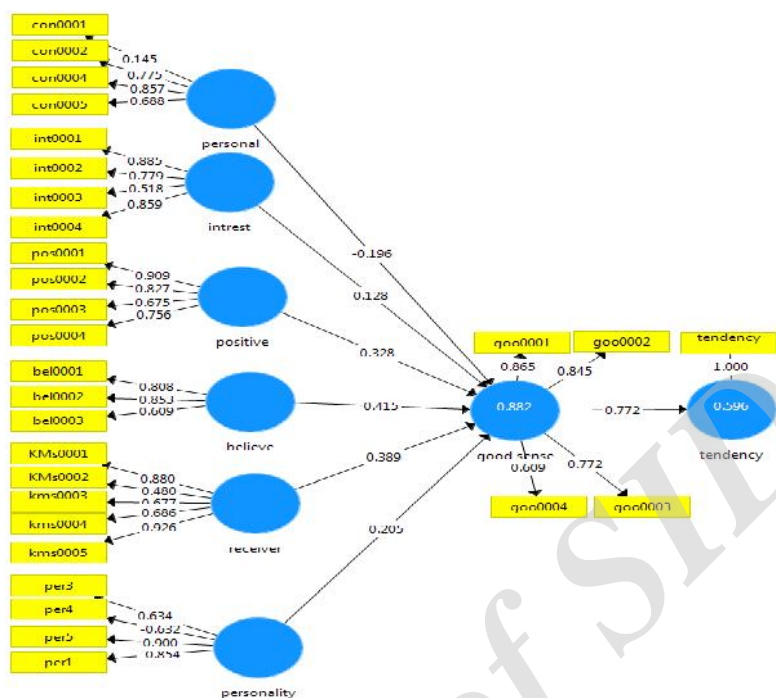 con0001
con0002
con0004
con0005
0.145
0.775
0.857
0.688
personal
int0001
int0002
int0003
int0004
0.885
0.779
0.518
0.859
intrest
pos0001
pos0002
pos0003
pos0004
0.909
0.827
0.675
0.756
positive
bel0001
bel0002
bel0003
0.808
0.853
0.609
believe
KMs0001
KMs0002
kms0003
kms0004
kms0005
0.880
0.480
0.677
0.686
0.926
receiver
per3
per4
per5
per1
0.634
-0.632
0.900
0.854
personality
-0.196
0.128
0.328
0.415
0.389
0.205
goo0001
goo0002
0.865
0.845
0.882
good sense
0.609
0.772
goo0004
goo0003
0.772
tendency
1.000
0.596
tendency
of SID